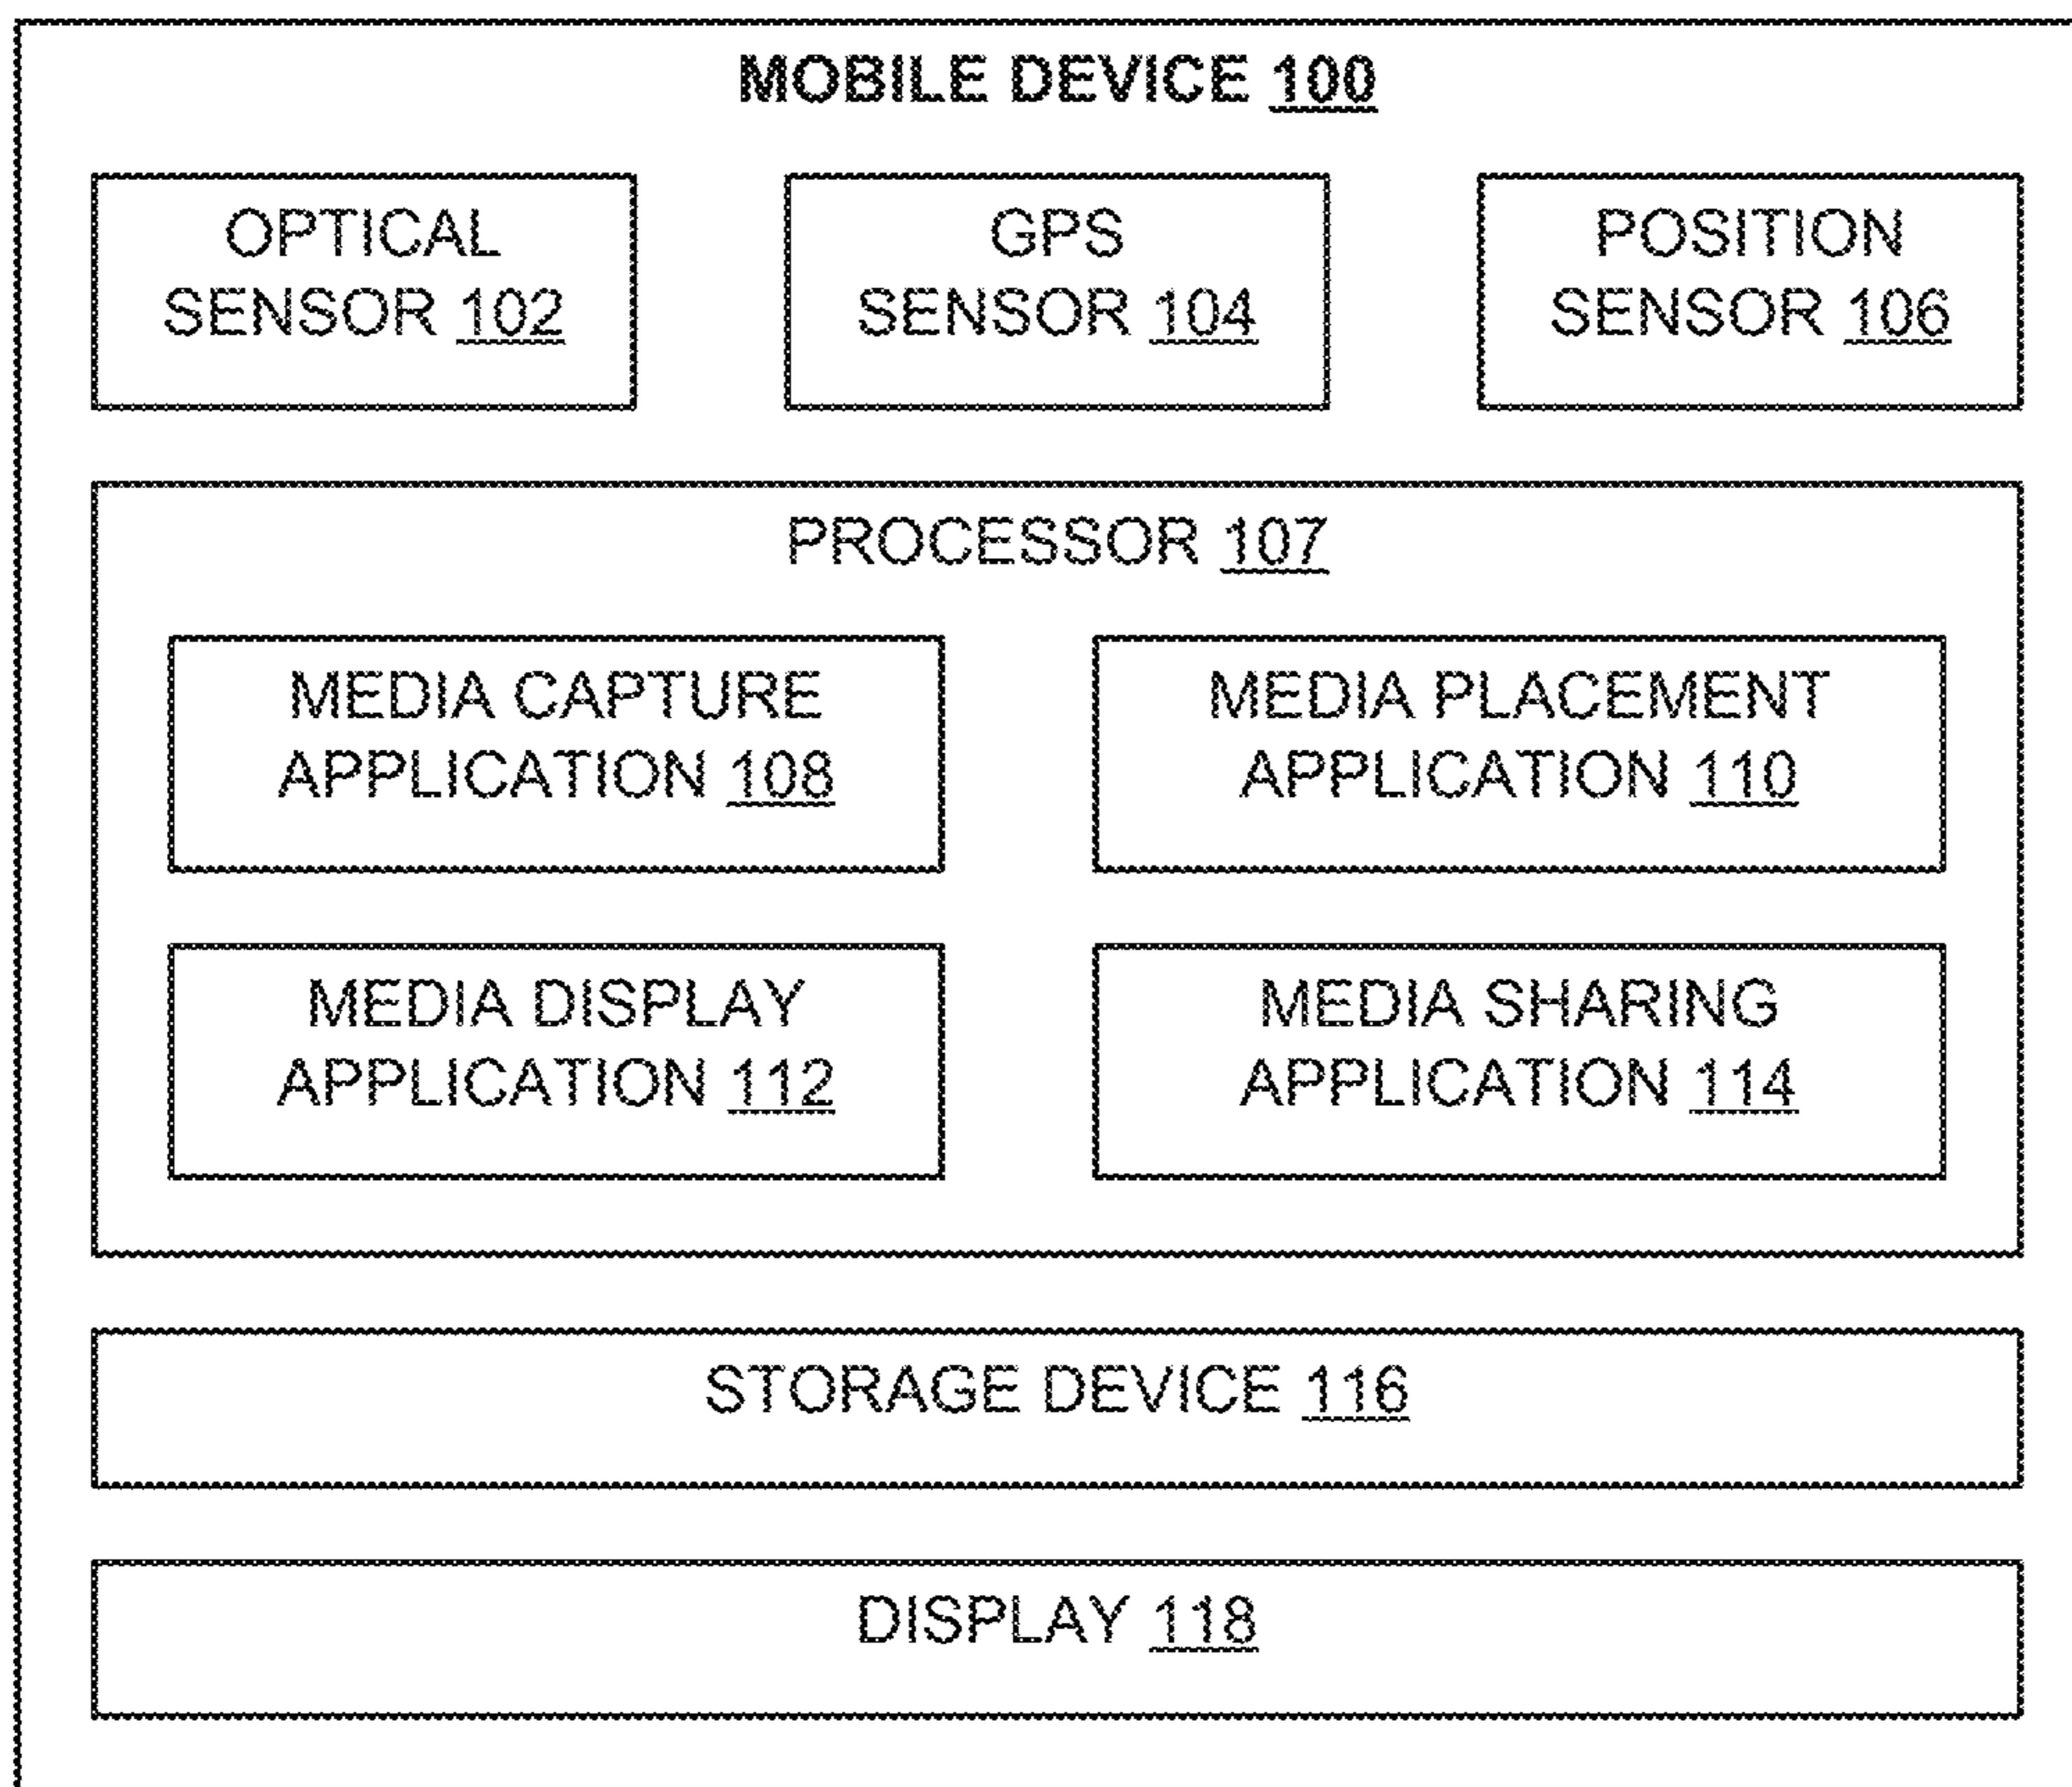 MOBILE DEVICE 100
OPTICAL
SENSOR 102
GPS
SENSOR 104
POSITION
SENSOR 106
PROCESSOR 107
MEDIA CAPTURE
APPLICATION 108
MEDIA PLACEMENT
APPLICATION 110
MEDIA DISPLAY
APPLICATION 112
MEDIA SHARING
APPLICATION 114
STORAGE DEVICE 116
DISPLAY 118